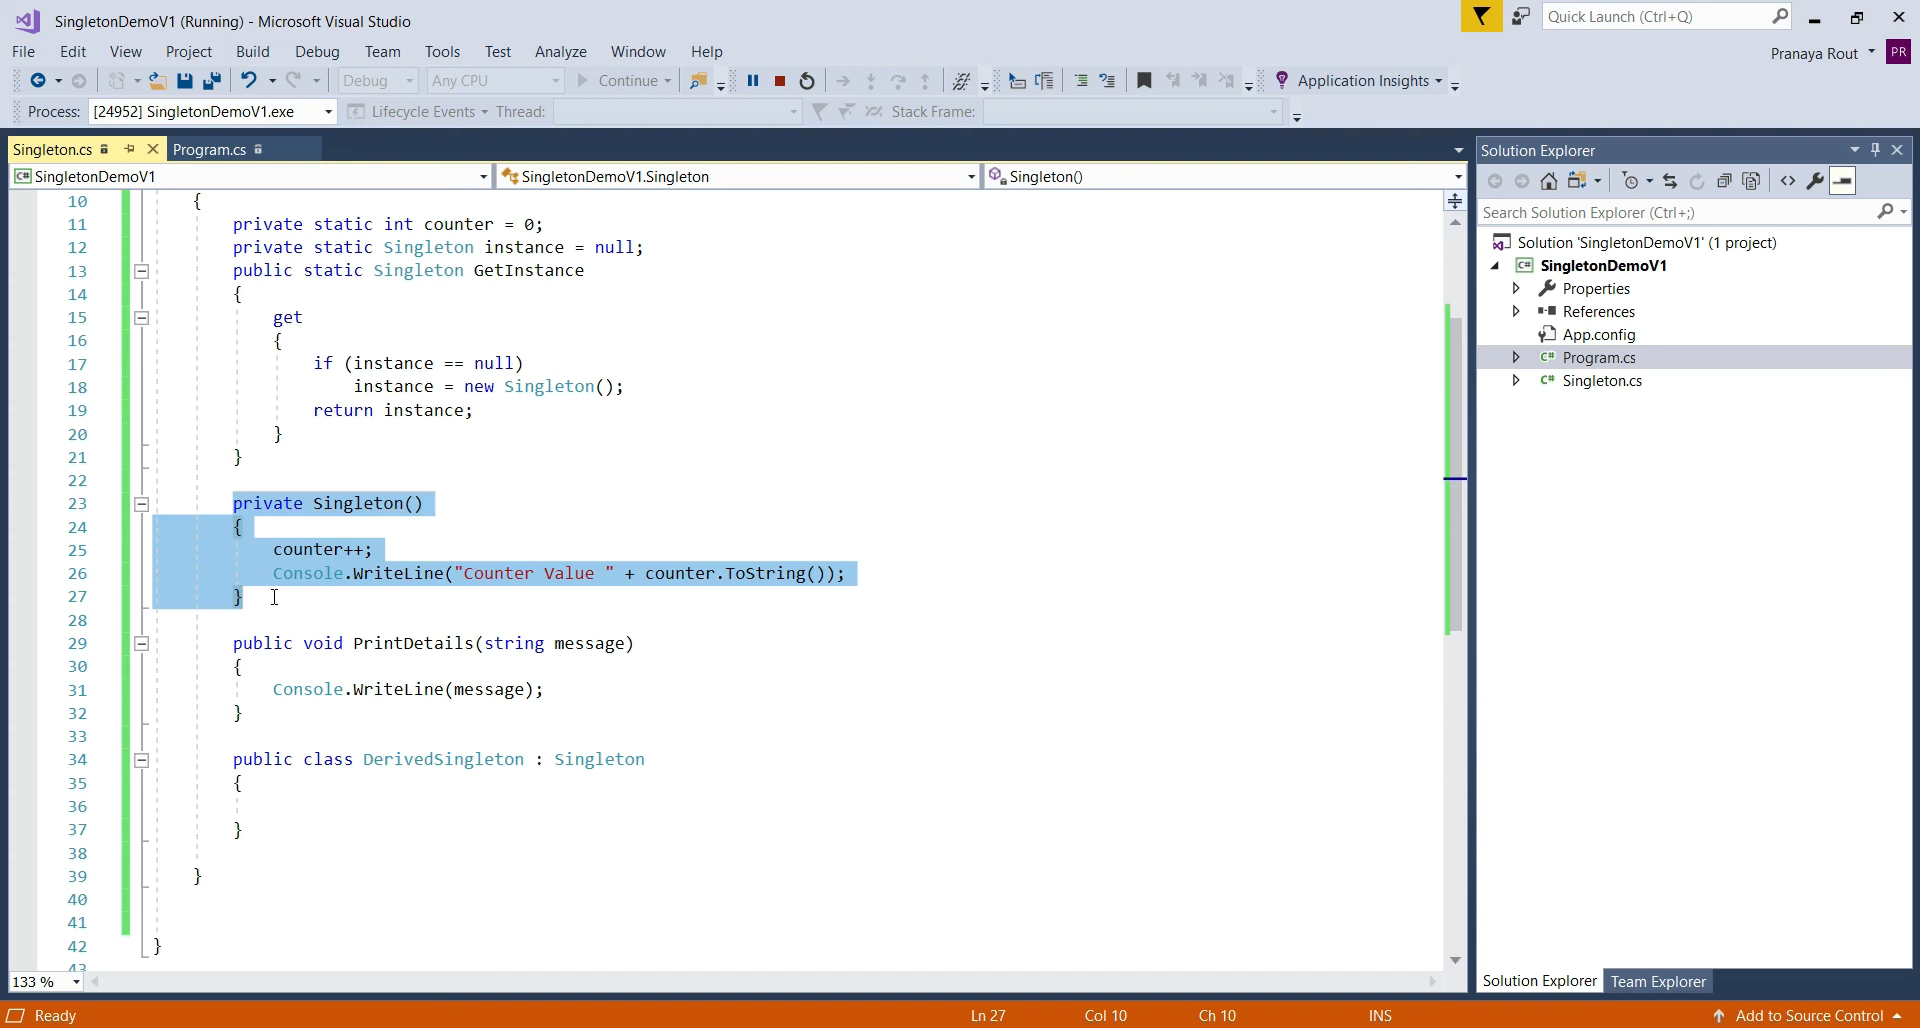 SingletonDemoV1 (Running) - Microsoft Visual Studio
Quick Launch (Ctrl+Q)
File Edit View Project Build Debug Team Tools Test Analyze Window Help
Pranaya Rout PR
Debug Any CPU Continue Application Insights
Process: [24952] SingletonDemoV1.exe Lifecycle Events Thread: Stack Frame:
Singleton.cs Program.cs
SingletonDemoV1 SingletonDemoV1.Singleton Singleton()
10 {
11 private static int counter = 0;
12 private static Singleton instance = null;
13 public static Singleton GetInstance
14 {
15 get
16 {
17 if (instance == null)
18 instance = new Singleton();
19 return instance;
20 }
21 }
22
23 private Singleton()
24 {
25 counter++;
26 Console.WriteLine("Counter Value " + counter.ToString());
27 }
28
29 public void PrintDetails(string message)
30 {
31 Console.WriteLine(message);
32 }
33
34 public class DerivedSingleton : Singleton
35 {
36
37 }
38
39 }
40
41
42 }
43
133 %
Solution Explorer
Search Solution Explorer (Ctrl+;)
Solution 'SingletonDemoV1' (1 project)
C# SingletonDemoV1
Properties
References
App.config
C# Program.cs
C# Singleton.cs
Solution Explorer Team Explorer
Ready Ln 27 Col 10 Ch 10 INS Add to Source Control